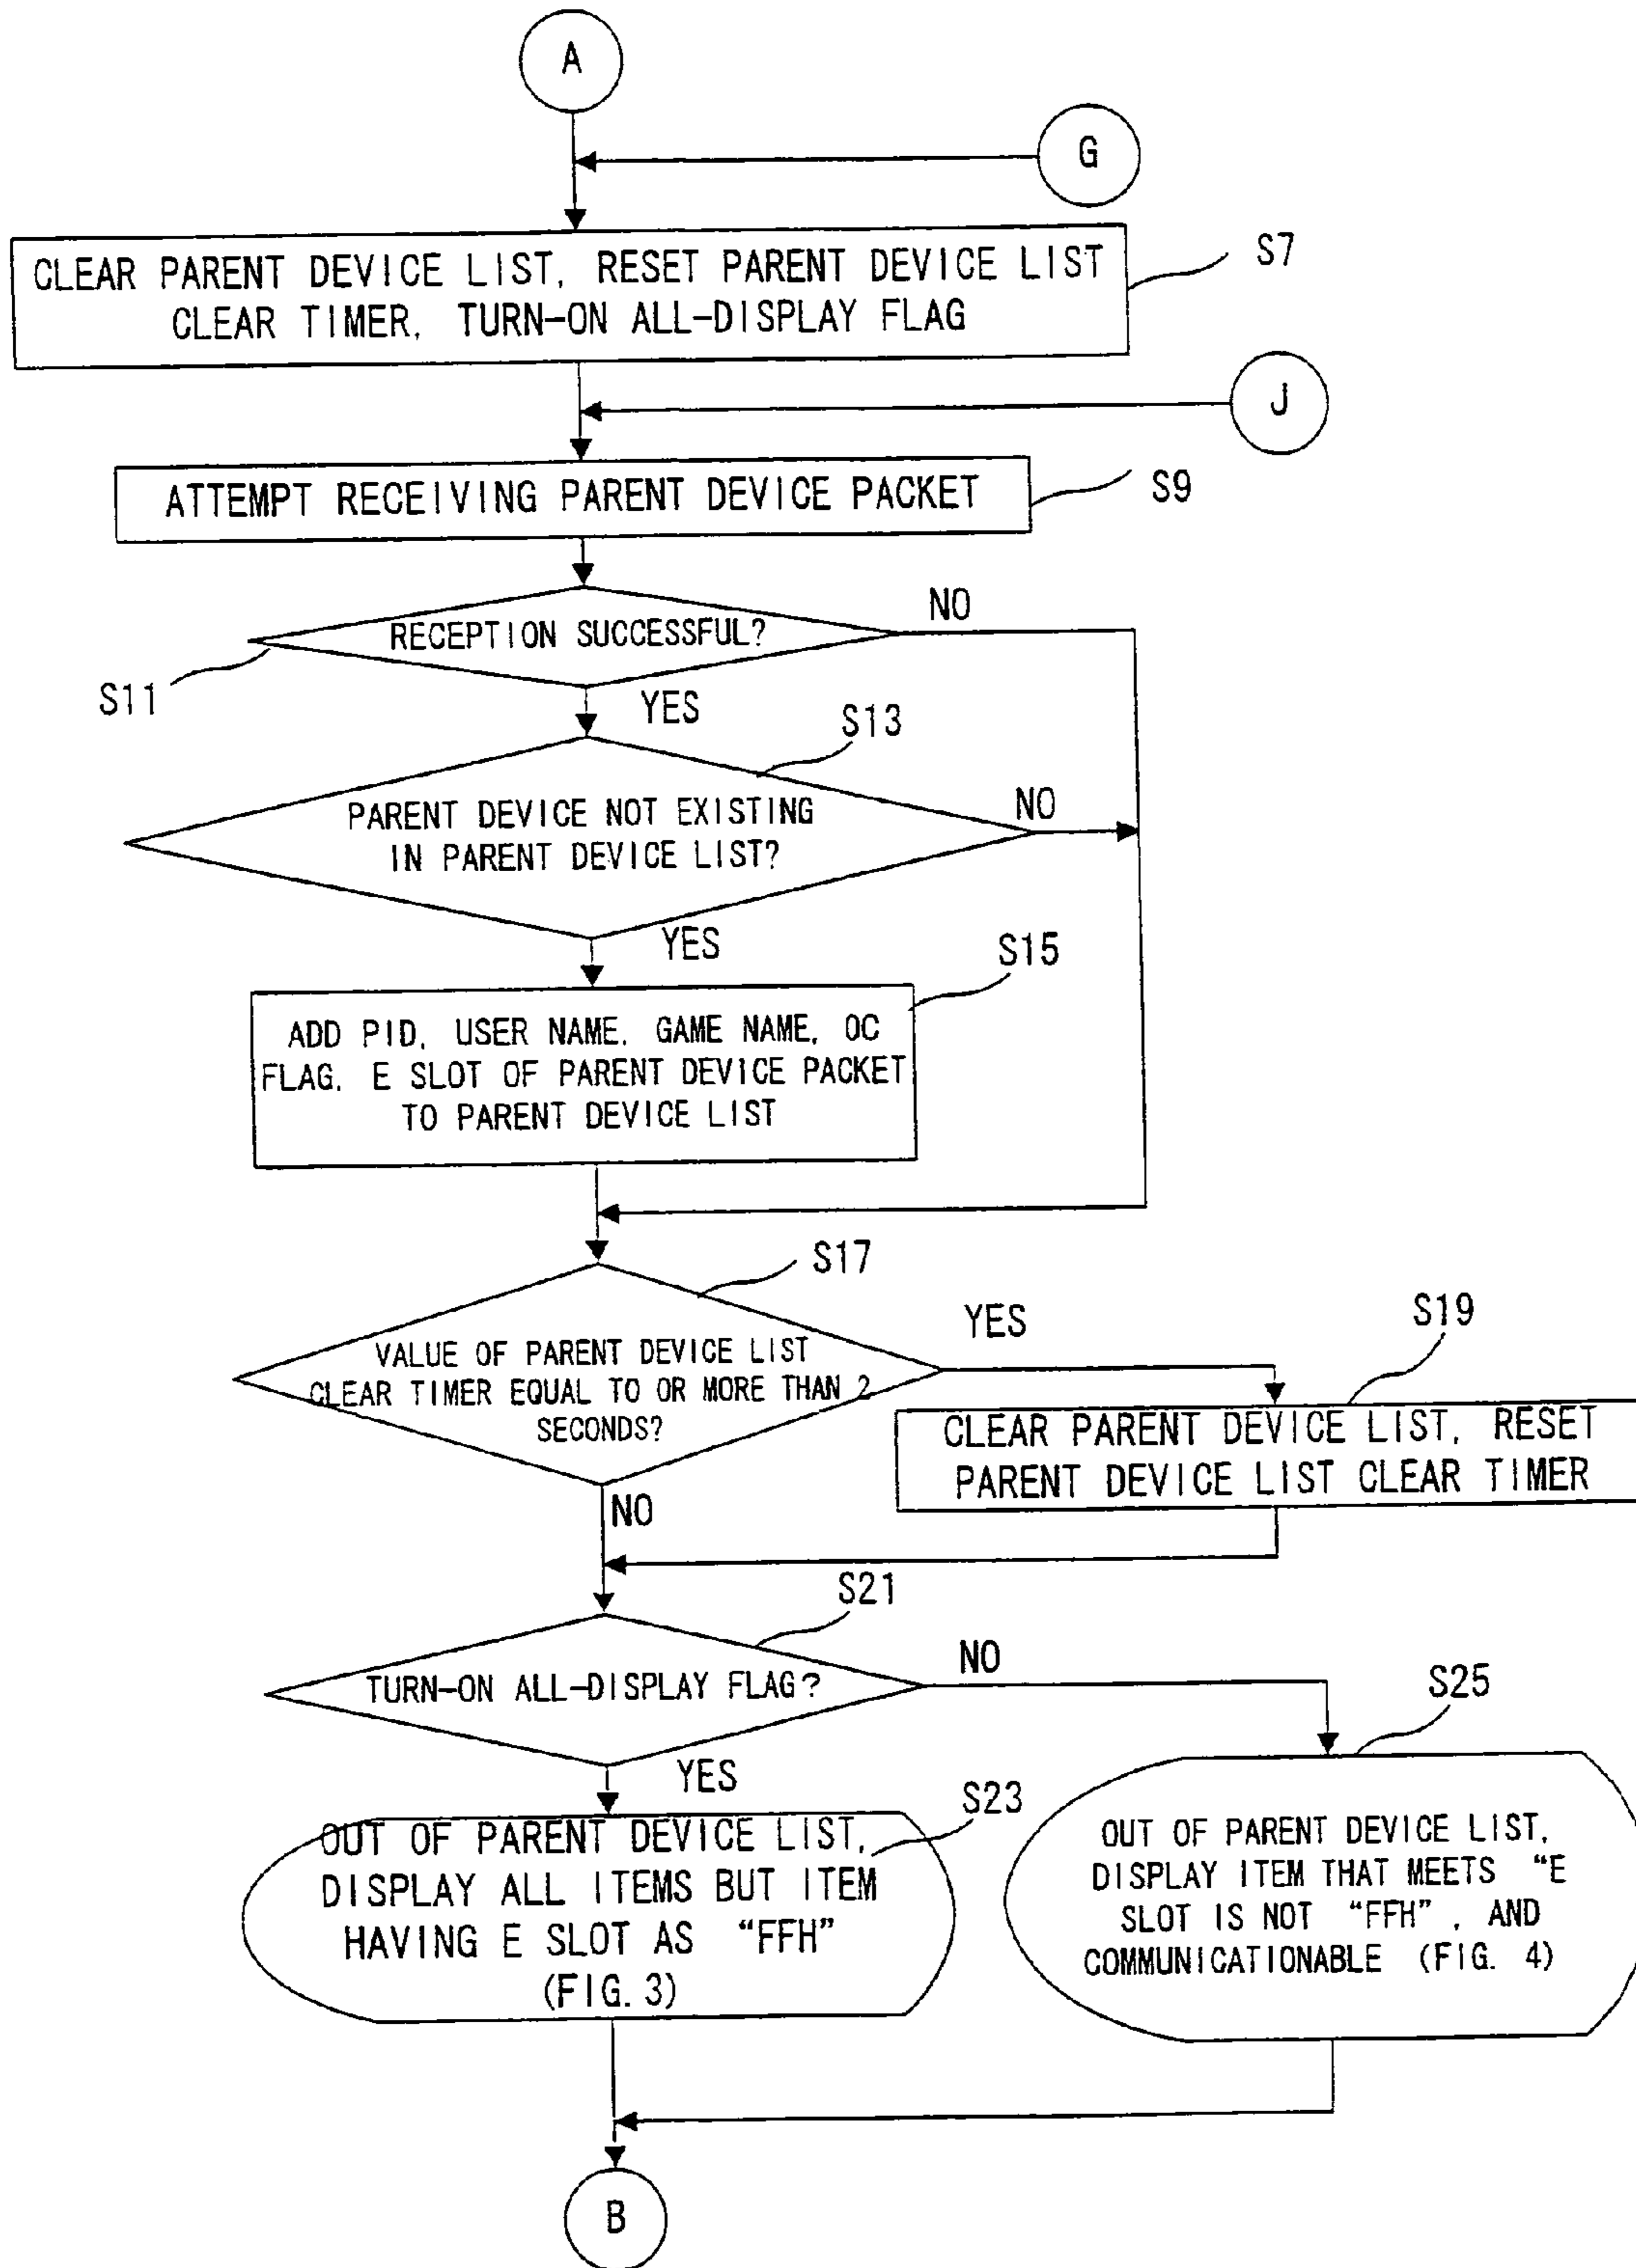 A
G
CLEAR PARENT DEVICE LIST, RESET PARENT DEVICE LIST
CLEAR TIMER, TURN-ON ALL-DISPLAY FLAG
S7
J
ATTEMPT RECEIVING PARENT DEVICE PACKET
S9
RECEPTION SUCCESSFUL?
NO
S11
YES
S13
PARENT DEVICE NOT EXISTING
IN PARENT DEVICE LIST?
NO
YES
S15
ADD PID, USER NAME, GAME NAME, OC
FLAG, E SLOT OF PARENT DEVICE PACKET
TO PARENT DEVICE LIST
S17
VALUE OF PARENT DEVICE LIST
CLEAR TIMER EQUAL TO OR MORE THAN 2
SECONDS?
YES
S19
CLEAR PARENT DEVICE LIST, RESET
PARENT DEVICE LIST CLEAR TIMER
NO
S21
TURN-ON ALL-DISPLAY FLAG?
NO
S25
YES
S23
OUT OF PARENT DEVICE LIST,
DISPLAY ALL ITEMS BUT ITEM
HAVING E SLOT AS "FFH"
(FIG. 3)
OUT OF PARENT DEVICE LIST,
DISPLAY ITEM THAT MEETS "E
SLOT IS NOT "FFH", AND
COMMUNICATIONABLE (FIG. 4)
B